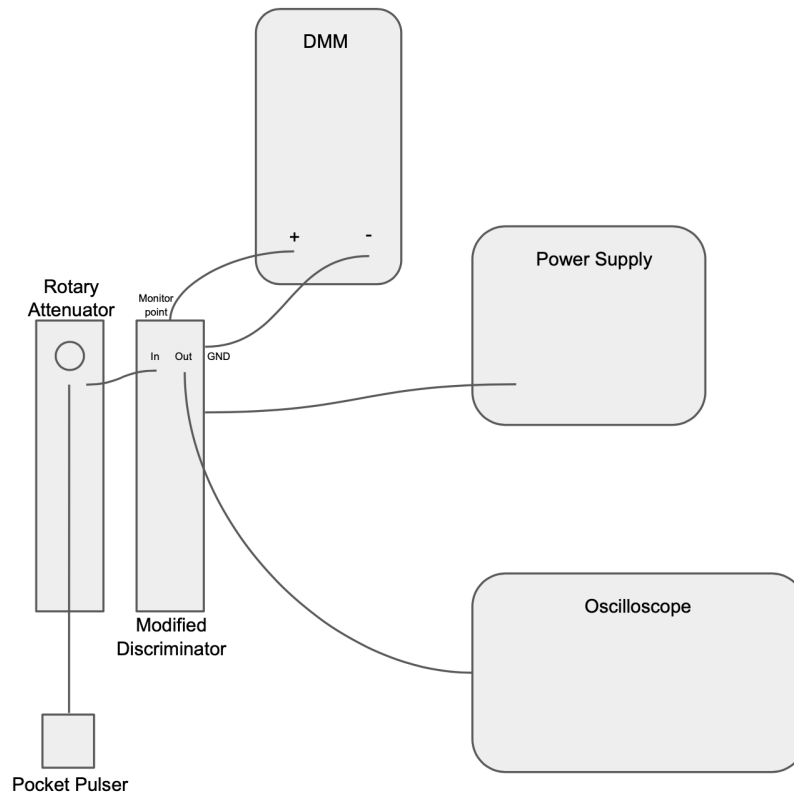 DMM
+
-
Power Supply
Rotary
Attenuator
Monitor
point
In
Out
GND
Oscilloscope
Modified
Discriminator
Pocket Pulser